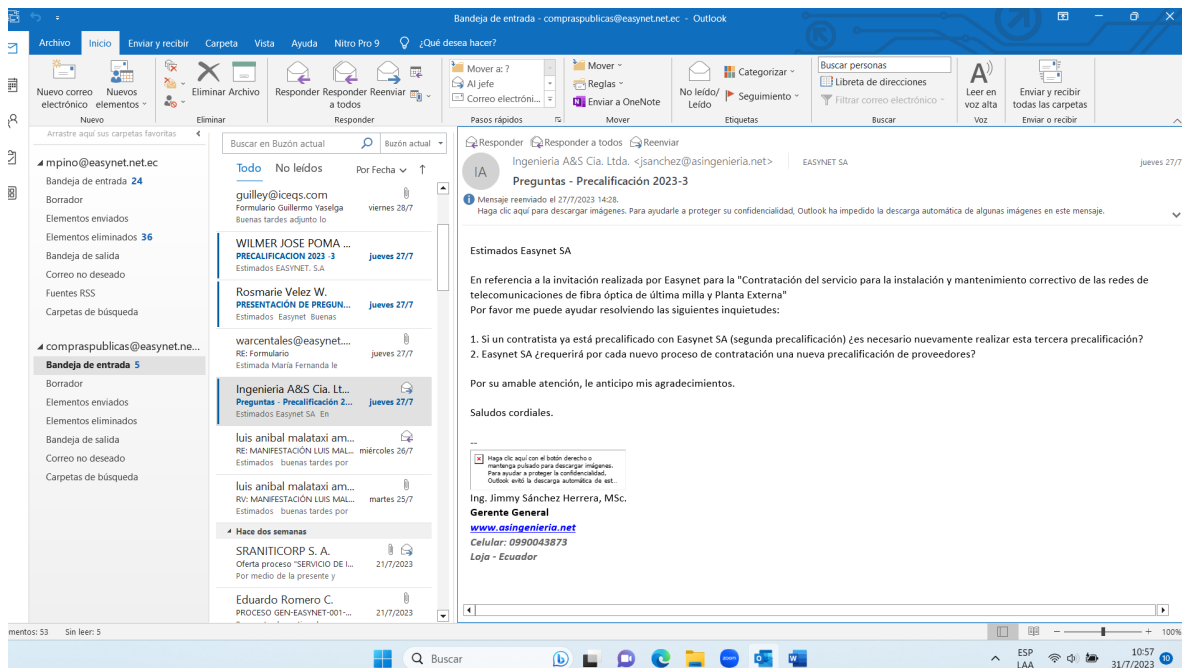 Bandeja de entrada - compraspublicas@easynet.net.ec - Outlook
Archivo Inicio Enviar y recibir Carpeta Vista Ayuda Nitro Pro 9 ¿Qué desea hacer?
Nuevo correo electrónico
Nuevos elementos
Eliminar Archivo
Responder Responder a todos Reenviar
Mover a: ?
Al jefe
Correo electróni...
Mover
Reglas
Enviar a OneNote
No leído/ Leído
Categorizar
Seguimiento
Buscar personas
Libreta de direcciones
Filtrar correo electrónico
Leer en voz alta
Enviar y recibir todas las carpetas
Nuevo Eliminar Responder Pasos rápidos Mover Etiquetas Buscar Voz Enviar o recibir
Arrastre aquí sus carpetas favoritas
mpino@easynet.net.ec
Bandeja de entrada 24
Borrador
Elementos enviados
Elementos eliminados 36
Bandeja de salida
Correo no deseado
Fuentes RSS
Carpetas de búsqueda
compraspublicas@easynet.ne...
Bandeja de entrada 5
Borrador
Elementos enviados
Elementos eliminados
Bandeja de salida
Correo no deseado
Carpetas de búsqueda
Buscar en Buzón actual Buzón actual
Todo No leídos Por Fecha
guilley@iceqs.com
Formulario Guillermo Yaselga viernes 28/7
Buenas tardes adjunto lo
WILMER JOSE POMA ...
PRECALIFICACION 2023 -3 jueves 27/7
Estimados EASYNET. S.A
Rosmarie Velez W.
PRESENTACIÓN DE PREGUN... jueves 27/7
Estimados Easynet Buenas
warcentales@easynet....
RE: Formulario jueves 27/7
Estimada María Fernanda le
Ingenieria A&S Cia. Lt...
Preguntas - Precalificación 2... jueves 27/7
Estimados Easynet SA En
luis anibal malataxi am...
RE: MANIFESTACIÓN LUIS MAL... miércoles 26/7
Estimados buenas tardes por
luis anibal malataxi am...
RV: MANIFESTACIÓN LUIS MAL... martes 25/7
Estimados buenas tardes por
Hace dos semanas
SRANITICORP S. A.
Oferta proceso "SERVICIO DE I... 21/7/2023
Por medio de la presente y
Eduardo Romero C.
PROCESO GEN-EASYNET-001-... 21/7/2023
Responder Responder a todos Reenviar
IA
Ingenieria A&S Cia. Ltda. <jsanchez@asingenieria.net> EASYNET SA jueves 27/7
Preguntas - Precalificación 2023-3
Mensaje reenviado el 27/7/2023 14:28.
Haga clic aquí para descargar imágenes. Para ayudarle a proteger su confidencialidad, Outlook ha impedido la descarga automática de algunas imágenes en este mensaje.
Estimados Easynet SA
En referencia a la invitación realizada por Easynet para la "Contratación del servicio para la instalación y mantenimiento correctivo de las redes de
telecomunicaciones de fibra óptica de última milla y Planta Externa"
Por favor me puede ayudar resolviendo las siguientes inquietudes:
1. Si un contratista ya está precalificado con Easynet SA (segunda precalificación) ¿es necesario nuevamente realizar esta tercera precalificación?
2. Easynet SA ¿requerirá por cada nuevo proceso de contratación una nueva precalificación de proveedores?
Por su amable atención, le anticipo mis agradecimientos.
Saludos cordiales.
--
Haga clic aquí con el botón derecho o
mantenga pulsado para descargar imágenes.
Para ayudar a proteger la confidencialidad,
Outlook evitó la descarga automática de est...
Ing. Jimmy Sánchez Herrera, MSc.
Gerente General
www.asingenieria.net
Celular: 0990043873
Loja - Ecuador
mentos: 53 Sin leer: 5 100%
Buscar
zoom
ESP
LAA
10:57
31/7/2023
10